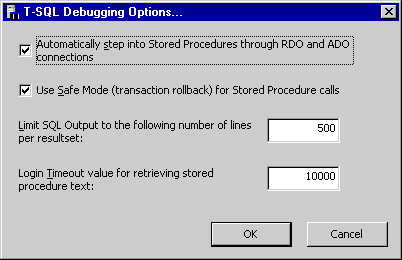 T-SQL Debugging Options...
Automatically step into Stored Procedures through RDO and ADO
connections
Use Safe Mode (transaction rollback) for Stored Procedure calls
Limit SQL Output to the following number of lines
per resultset:
500
Login Timeout value for retrieving stored
procedure text:
10000
OK
Cancel